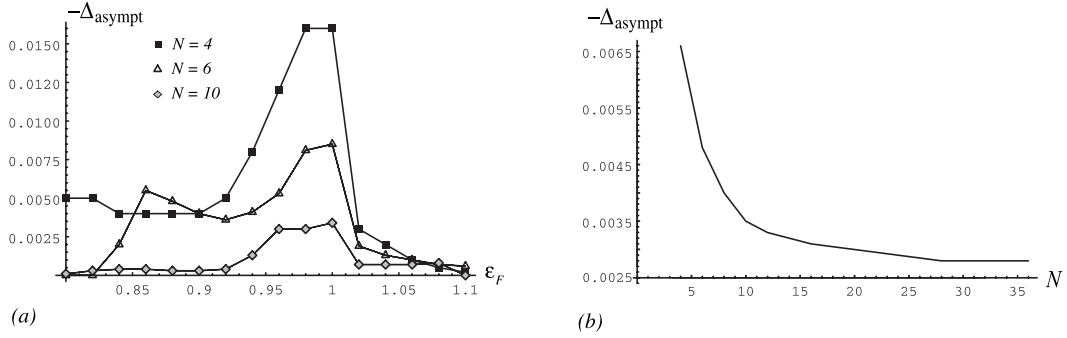 −Δasympt
0.0150
0.0120
0.0100
0.0075
0.0050
0.0025
N = 4
N = 6
N = 10
0.85 0.9 0.95 1 1.05 1.1 εF
(a)
−Δasympt
0.0065
0.0055
0.0045
0.0035
0.0025
5 10 15 20 25 30 35 N
(b)